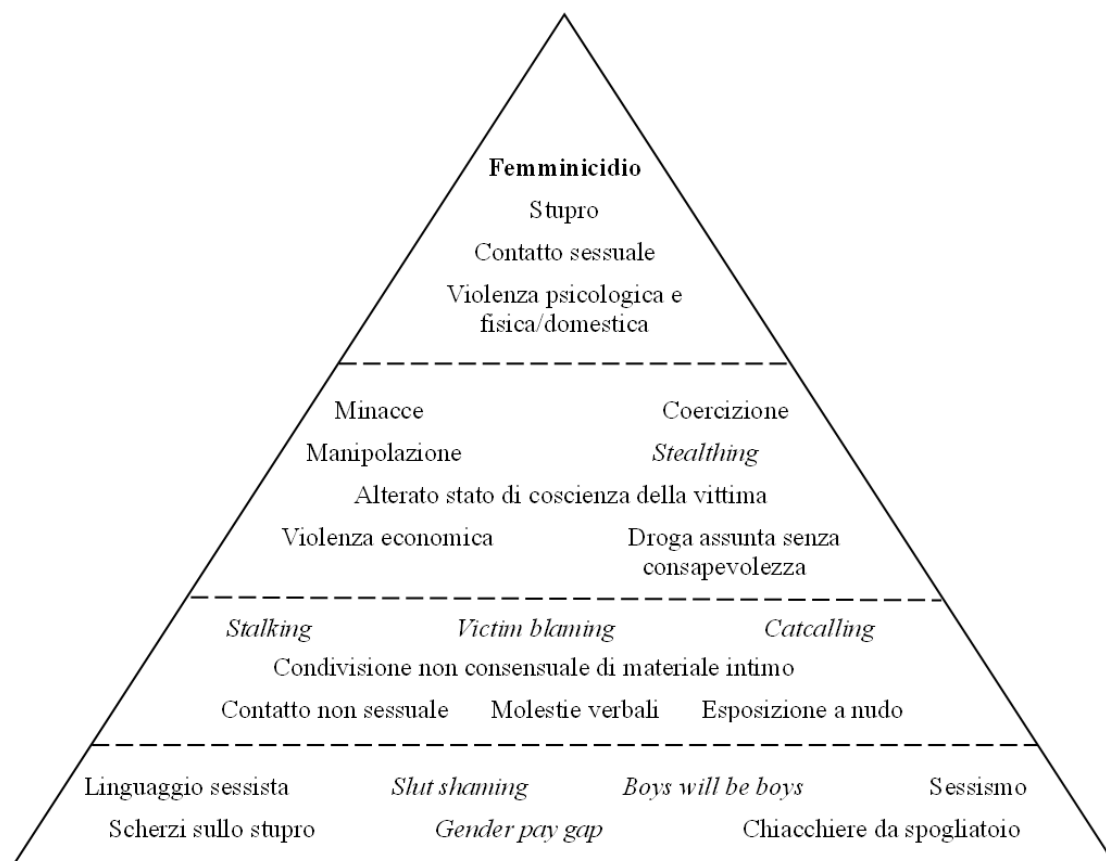 Femminicidio
Stupro
Contatto sessuale
Violenza psicologica e
fisica/domestica
Minacce Coercizione
Manipolazione Stealthing
Alterato stato di coscienza della vittima
Violenza economica Droga assunta senza
consapevolezza
Stalking Victim blaming Catcalling
Condivisione non consensuale di materiale intimo
Contatto non sessuale Molestie verbali Esposizione a nudo
Linguaggio sessista Slut shaming Boys will be boys Sessismo
Scherzi sullo stupro Gender pay gap Chiacchiere da spogliatoio